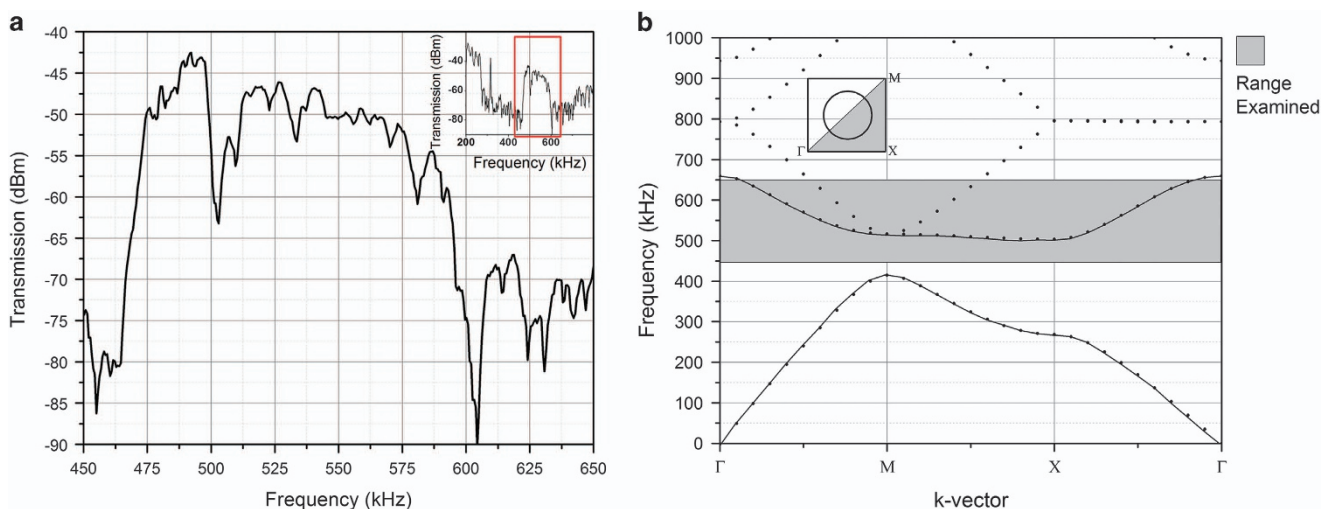 a
Transmission (dBm)
-40
-45
-50
-55
-60
-65
-70
-75
-80
-85
-90
450 475 500 525 550 575 600 625 650
Frequency (kHz)
Transmission (dBm)
-40
-60
-80
200 400 600
Frequency (kHz)
b
Frequency (kHz)
1000
900
800
700
600
500
400
300
200
100
0
Γ M X Γ
k-vector
M
Γ
X
Range
Examined